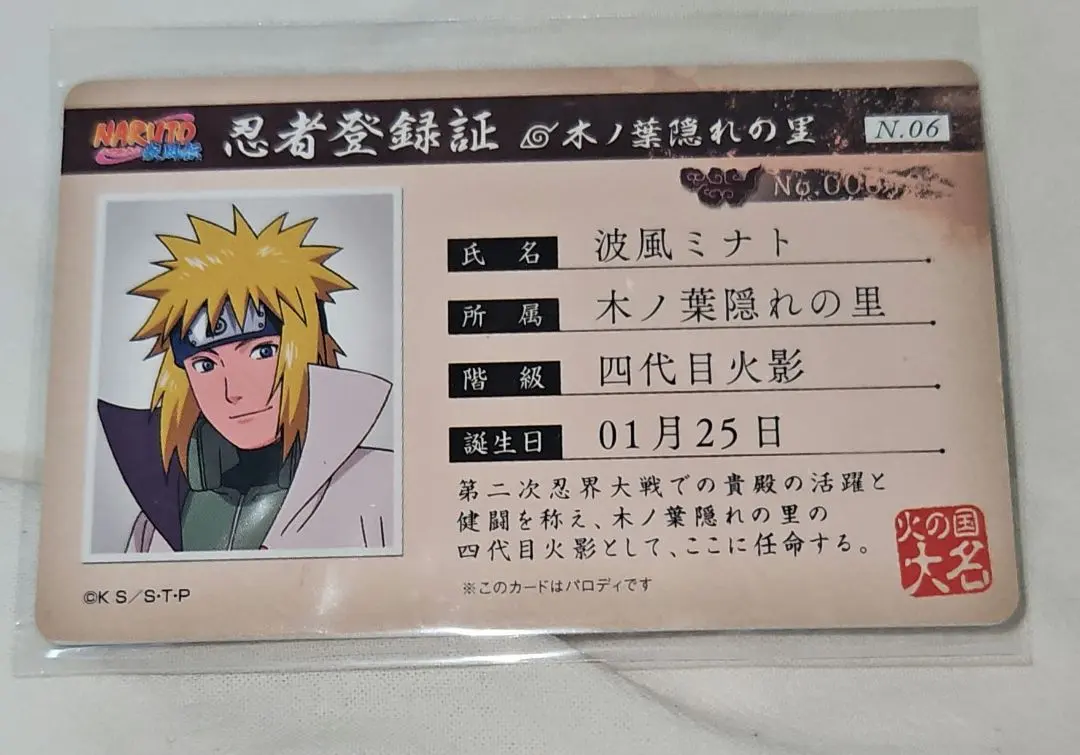 NARUTO 疾風伝
忍者登録証 木ノ葉隠れの里
N.06
氏名 波風ミナト
所属 木ノ葉隠れの里
階級 四代目火影
誕生日 01月25日
第二次忍界大戦での貴殿の活躍と
健闘を称え、木ノ葉隠れの里の
四代目火影として、ここに任命する。
火の国
大名
※このカードはパロディです
©K S/S・T・P